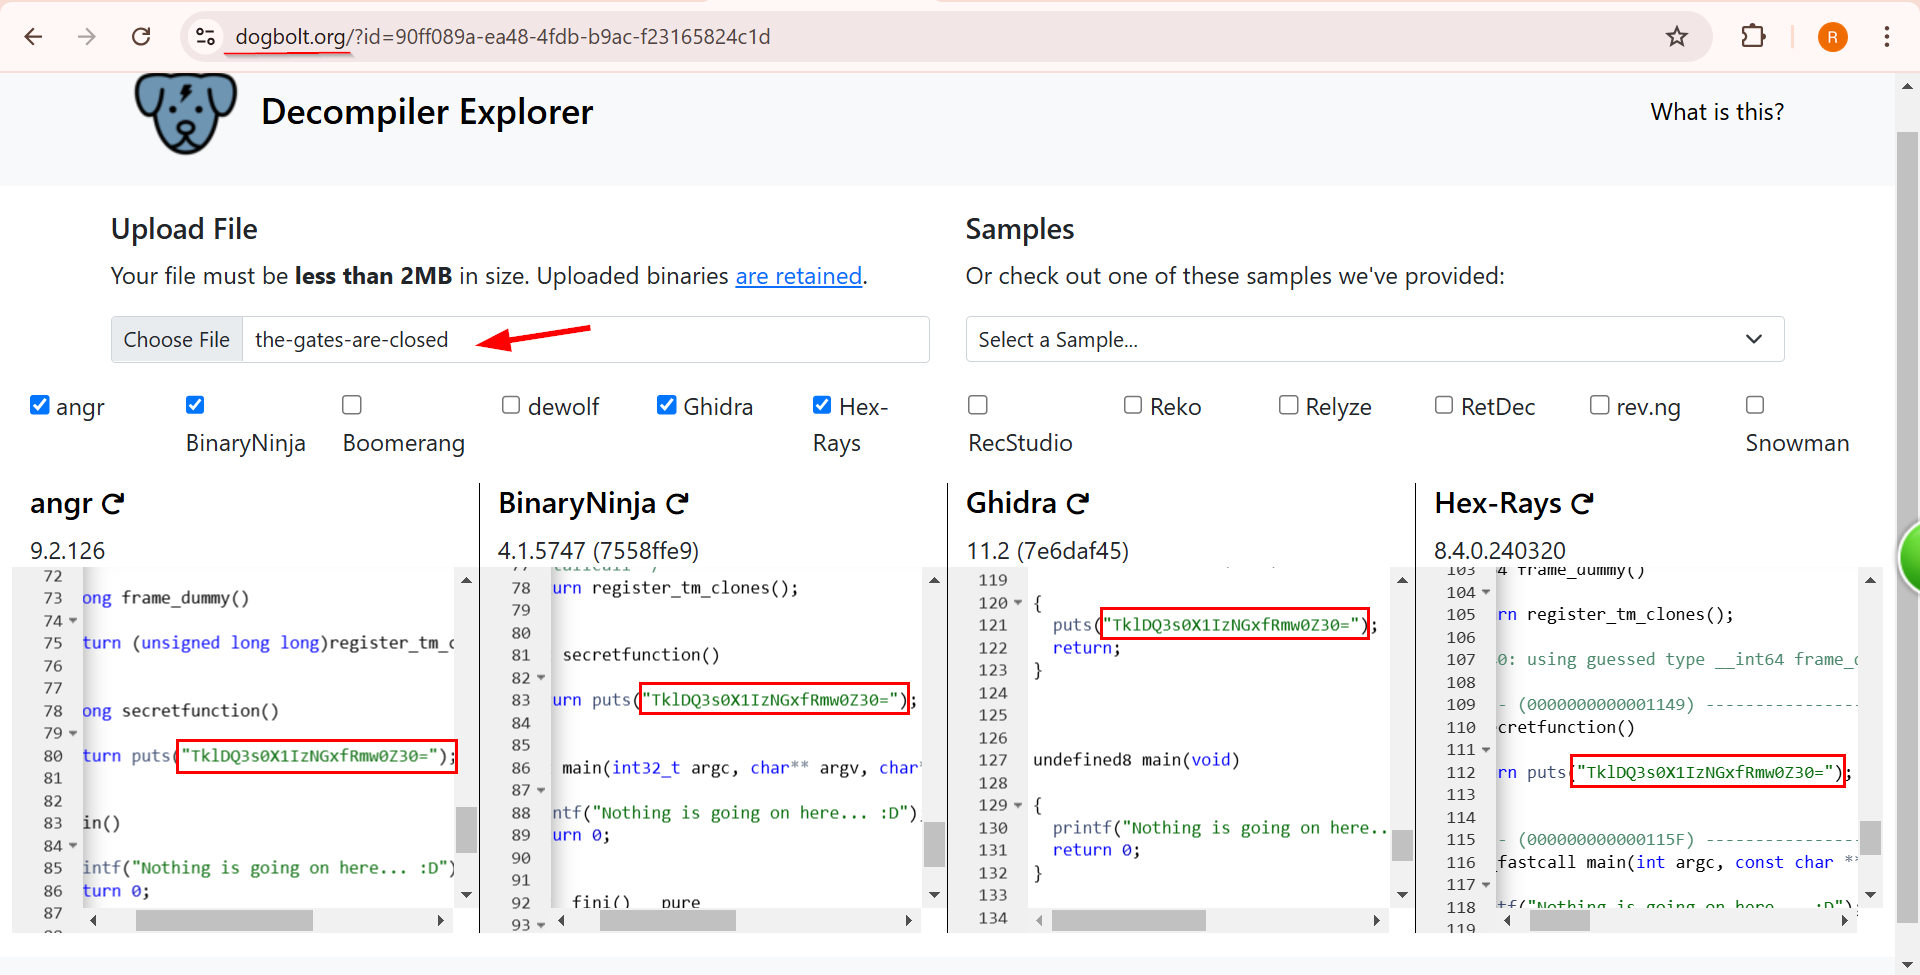 dogbolt.org/?id=90ff089a-ea48-4fdb-b9ac-f23165824c1d
R
Decompiler Explorer
What is this?
Upload File
Your file must be less than 2MB in size. Uploaded binaries are retained.
Choose File the-gates-are-closed
Samples
Or check out one of these samples we've provided:
Select a Sample...
angr
BinaryNinja
Boomerang
dewolf
Ghidra
Hex-Rays
RecStudio
Reko
Relyze
RetDec
rev.ng
Snowman
angr
9.2.126
72
73 ong frame_dummy()
74
75 turn (unsigned long long)register_tm_c
76
77
78 ong secretfunction()
79
80 turn puts("TklDQ3s0X1IzNGxfRmw0Z30=");
81
82
83 in()
84
85 intf("Nothing is going on here... :D")
86 turn 0;
87
BinaryNinja
4.1.5747 (7558ffe9)
77
78 urn register_tm_clones();
79
80
81 secretfunction()
82
83 urn puts("TklDQ3s0X1IzNGxfRmw0Z30=");
84
85
86 main(int32_t argc, char** argv, char*
87
88 ntf("Nothing is going on here... :D")
89 urn 0;
90
91
92 _fini() __pure
93
Ghidra
11.2 (7e6daf45)
119
120 {
121 puts("TklDQ3s0X1IzNGxfRmw0Z30=");
122 return;
123 }
124
125
126
127 undefined8 main(void)
128
129 {
130 printf("Nothing is going on here..
131 return 0;
132 }
133
134
Hex-Rays
8.4.0.240320
103 4 frame_dummy()
104
105 rn register_tm_clones();
106
107 0: using guessed type __int64 frame_d
108
109 - (0000000000001149) -----------------
110 cretfunction()
111
112 rn puts("TklDQ3s0X1IzNGxfRmw0Z30=");
113
114
115 - (000000000000115F) -----------------
116 _fastcall main(int argc, const char **
117
118 tf("Nothing is going on here... :D")
119